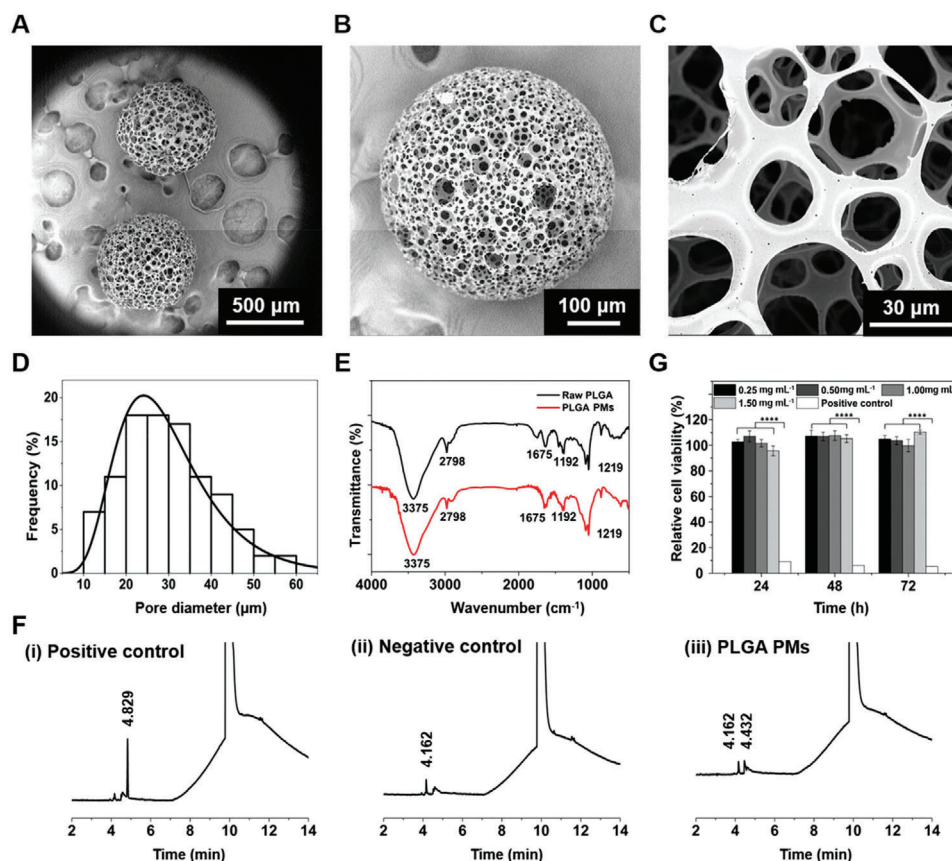 A
B
C
500 µm
100 µm
30 µm
D
E
G
Frequency (%)
20
15
10
5
0
10 20 30 40 50 60
Pore diameter (µm)
Transmittance (%)
Raw PLGA
PLGA PMs
3375
2798
1675
1192
1219
3375
2798
1675
1192
1219
4000 3000 2000 1000
Wavenumber (cm-1)
Relative cell viability (%)
0.25 mg mL-1 0.50mg mL-1 1.00mg mL-1
1.50 mg mL-1 Positive control
120
100
80
60
40
20
0
**** **** ****
24 48 72
Time (h)
F
(i) Positive control
4.829
2 4 6 8 10 12 14
Time (min)
(ii) Negative control
4.162
2 4 6 8 10 12 14
Time (min)
(iii) PLGA PMs
4.162
4.432
2 4 6 8 10 12 14
Time (min)